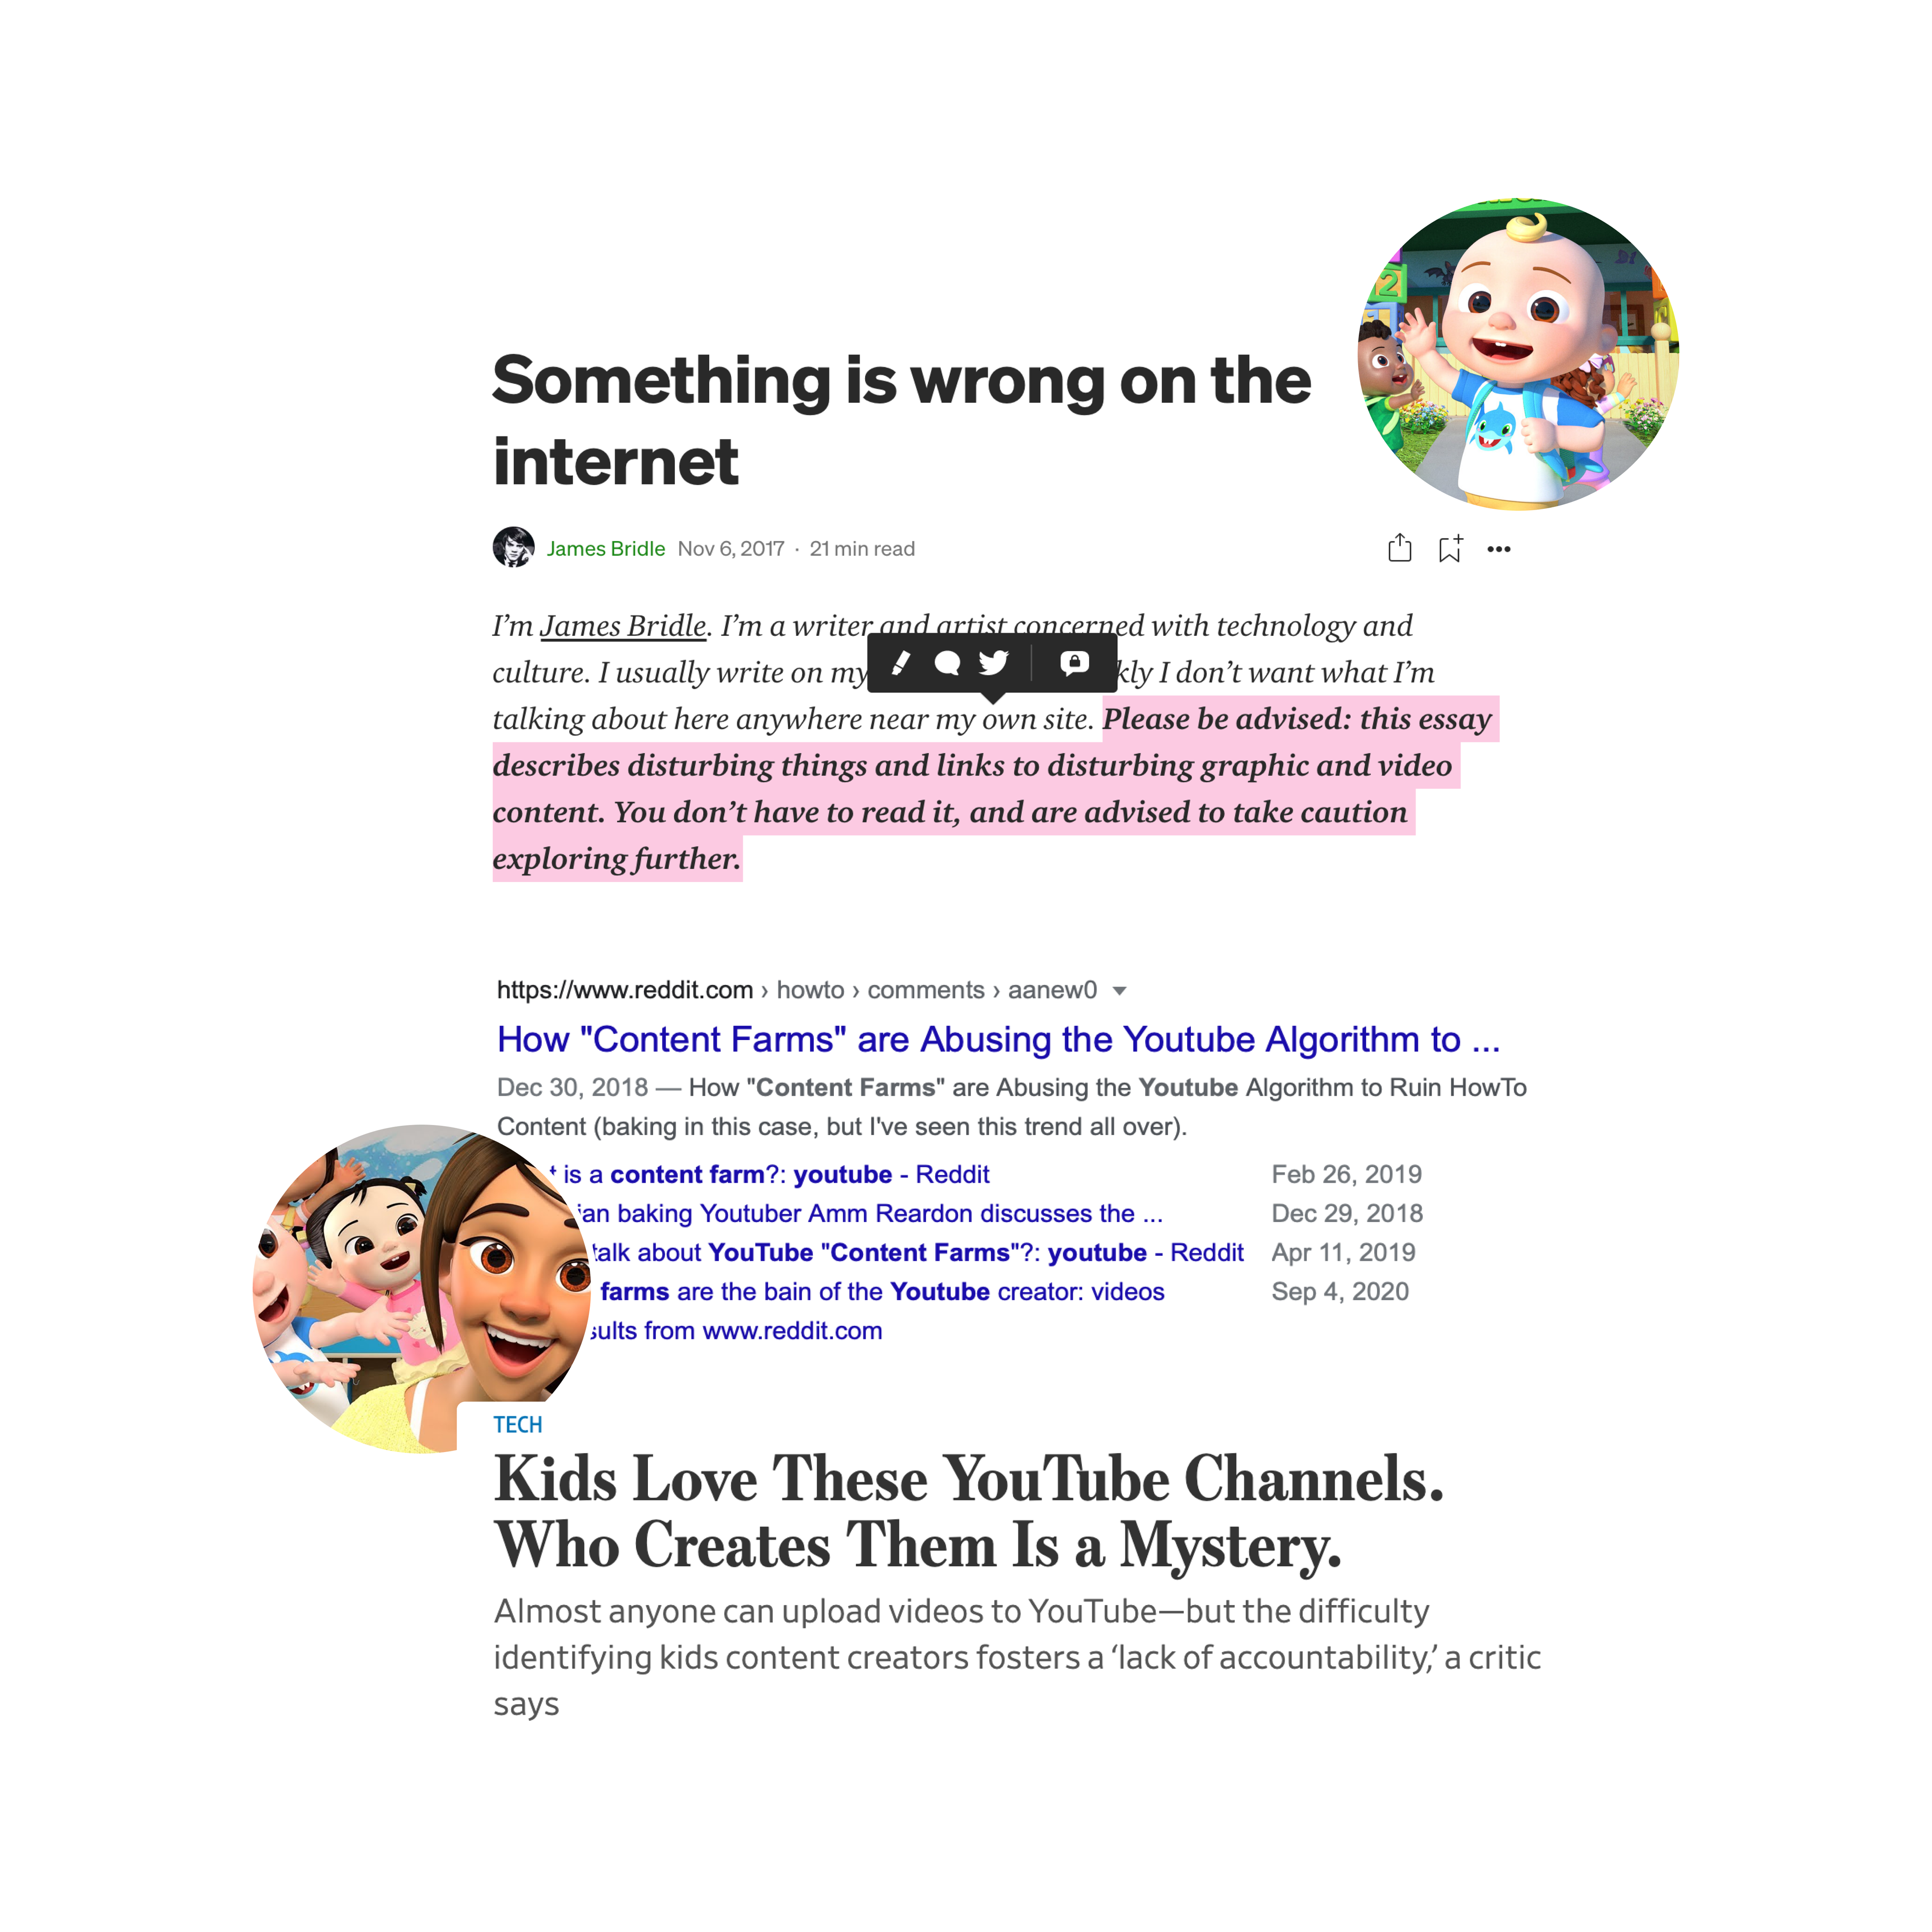 Something is wrong on the
internet
James Bridle Nov 6, 2017 · 21 min read
I’m James Bridle. I’m a writer and artist concerned with technology and
culture. I usually write on my kly I don’t want what I’m
talking about here anywhere near my own site. Please be advised: this essay
describes disturbing things and links to disturbing graphic and video
content. You don’t have to read it, and are advised to take caution
exploring further.
https://www.reddit.com › howto › comments › aanew0
How "Content Farms" are Abusing the Youtube Algorithm to ...
Dec 30, 2018 — How "Content Farms" are Abusing the Youtube Algorithm to Ruin HowTo
Content (baking in this case, but I've seen this trend all over).
t is a content farm?: youtube - Reddit Feb 26, 2019
ian baking Youtuber Amm Reardon discusses the ... Dec 29, 2018
talk about YouTube "Content Farms"?: youtube - Reddit Apr 11, 2019
farms are the bain of the Youtube creator: videos Sep 4, 2020
sults from www.reddit.com
TECH
Kids Love These YouTube Channels.
Who Creates Them Is a Mystery.
Almost anyone can upload videos to YouTube—but the difficulty
identifying kids content creators fosters a ‘lack of accountability,’ a critic
says
2